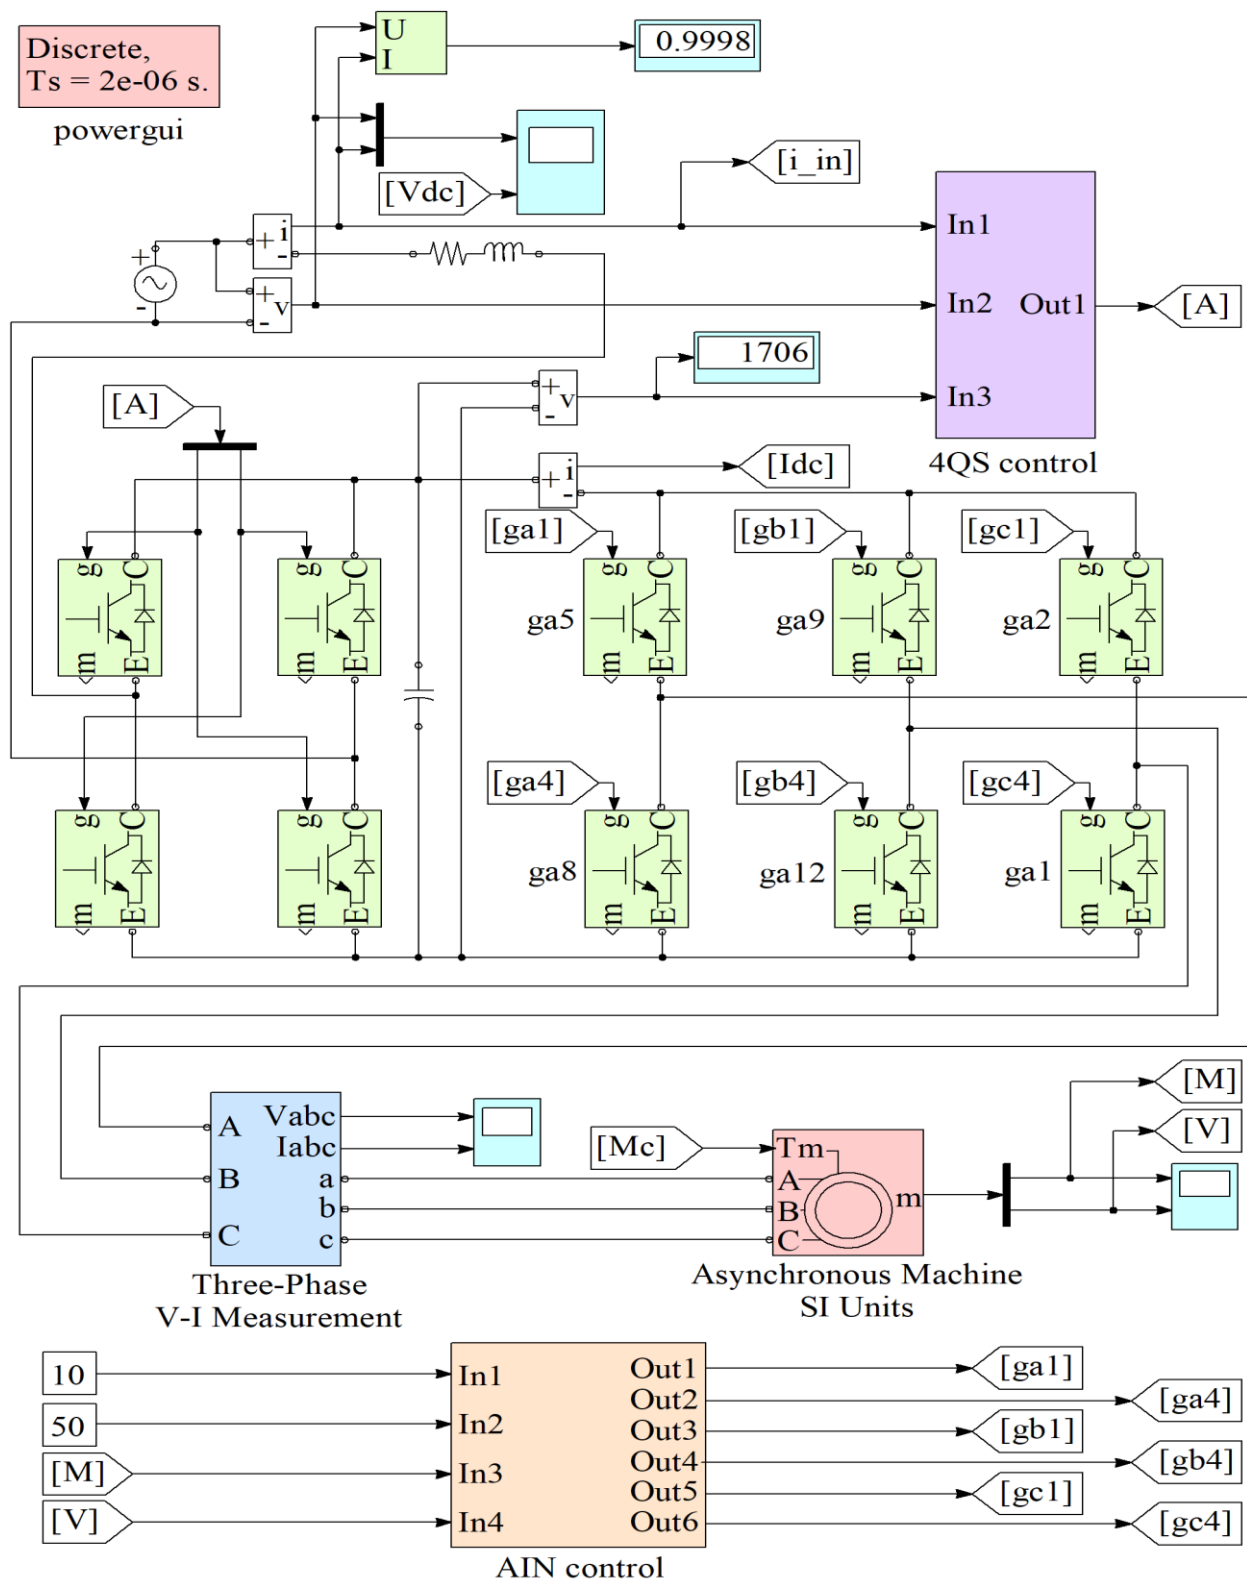 Discrete,
Ts = 2e-06 s.
powergui
U
I
0.9998
[Vdc]
[i_in]
+ i
-
+
-
+ v
-
In1
In2
In3
Out1
[A]
4QS control
1706
+ v
-
[A]
+ i
-
[Idc]
[ga1]
[gb1]
[gc1]
g C
m E
g C
m E
g C
m E
ga5
g C
m E
ga9
g C
m E
ga2
[ga4]
[gb4]
[gc4]
g C
m E
g C
m E
g C
m E
ga8
g C
m E
ga12
g C
m E
ga1
A
B
C
Vabc
Iabc
a
b
c
Three-Phase
V-I Measurement
[Mc]
Tm
A
B
C
m
Asynchronous Machine
SI Units
[M]
[V]
10
50
[M]
[V]
In1
In2
In3
In4
Out1
Out2
Out3
Out4
Out5
Out6
AIN control
[ga1]
[ga4]
[gb1]
[gb4]
[gc1]
[gc4]